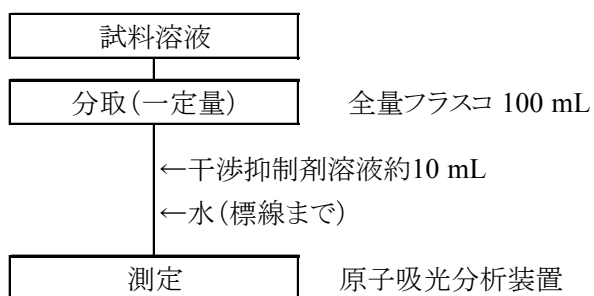 試料溶液
分取(一定量) 全量フラスコ 100 mL
←干渉抑制剤溶液約10 mL
←水(標線まで)
測定 原子吸光分析装置